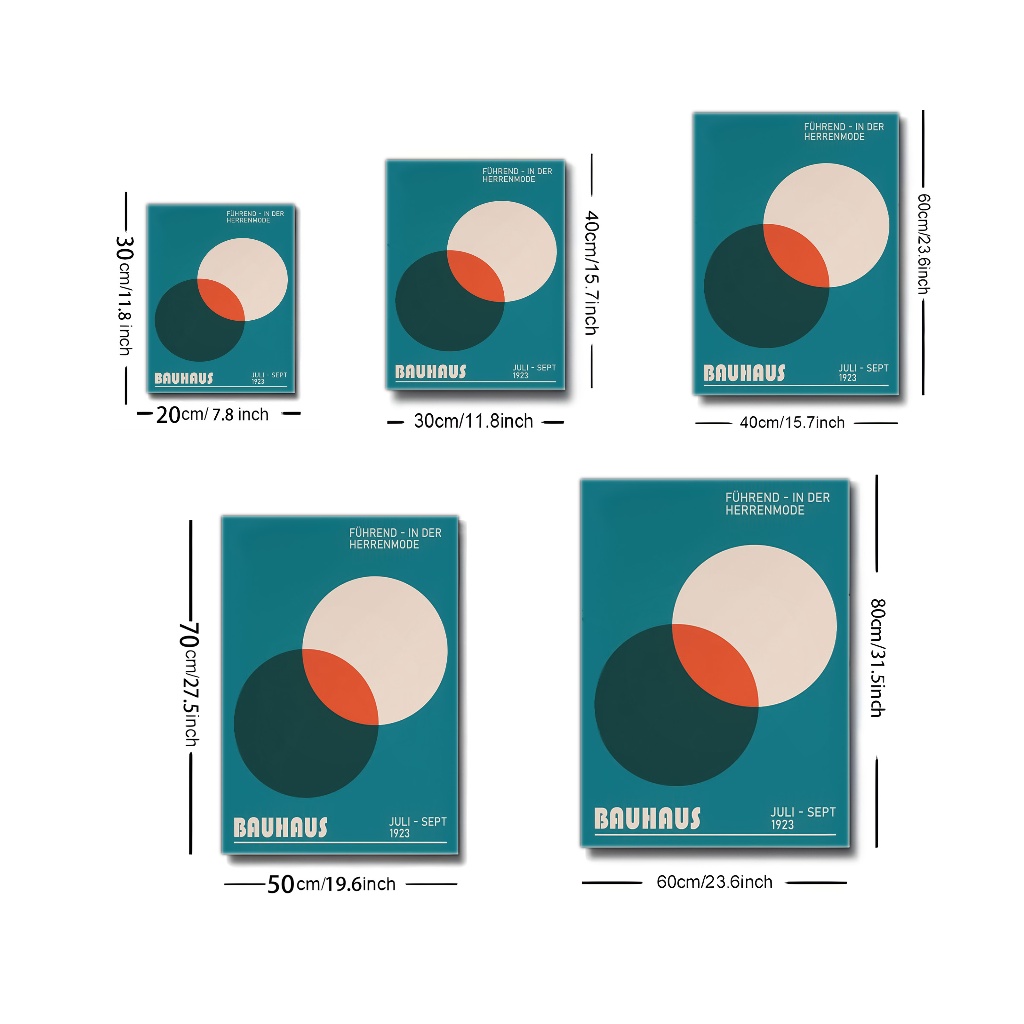 FÜHREND - IN DER
HERRENMODE
BAUHAUS
JULI - SEPT
1923
30cm/11.8 inch
20cm/ 7.8 inch
FÜHREND - IN DER
HERRENMODE
BAUHAUS
JULI - SEPT
1923
40cm/15.7inch
30cm/11.8inch
FÜHREND - IN DER
HERRENMODE
BAUHAUS
JULI - SEPT
1923
60cm/23.6inch
40cm/15.7inch
FÜHREND - IN DER
HERRENMODE
BAUHAUS
JULI - SEPT
1923
70cm/27.5inch
50cm/19.6inch
FÜHREND - IN DER
HERRENMODE
BAUHAUS
JULI - SEPT
1923
80cm/31.5inch
60cm/23.6inch